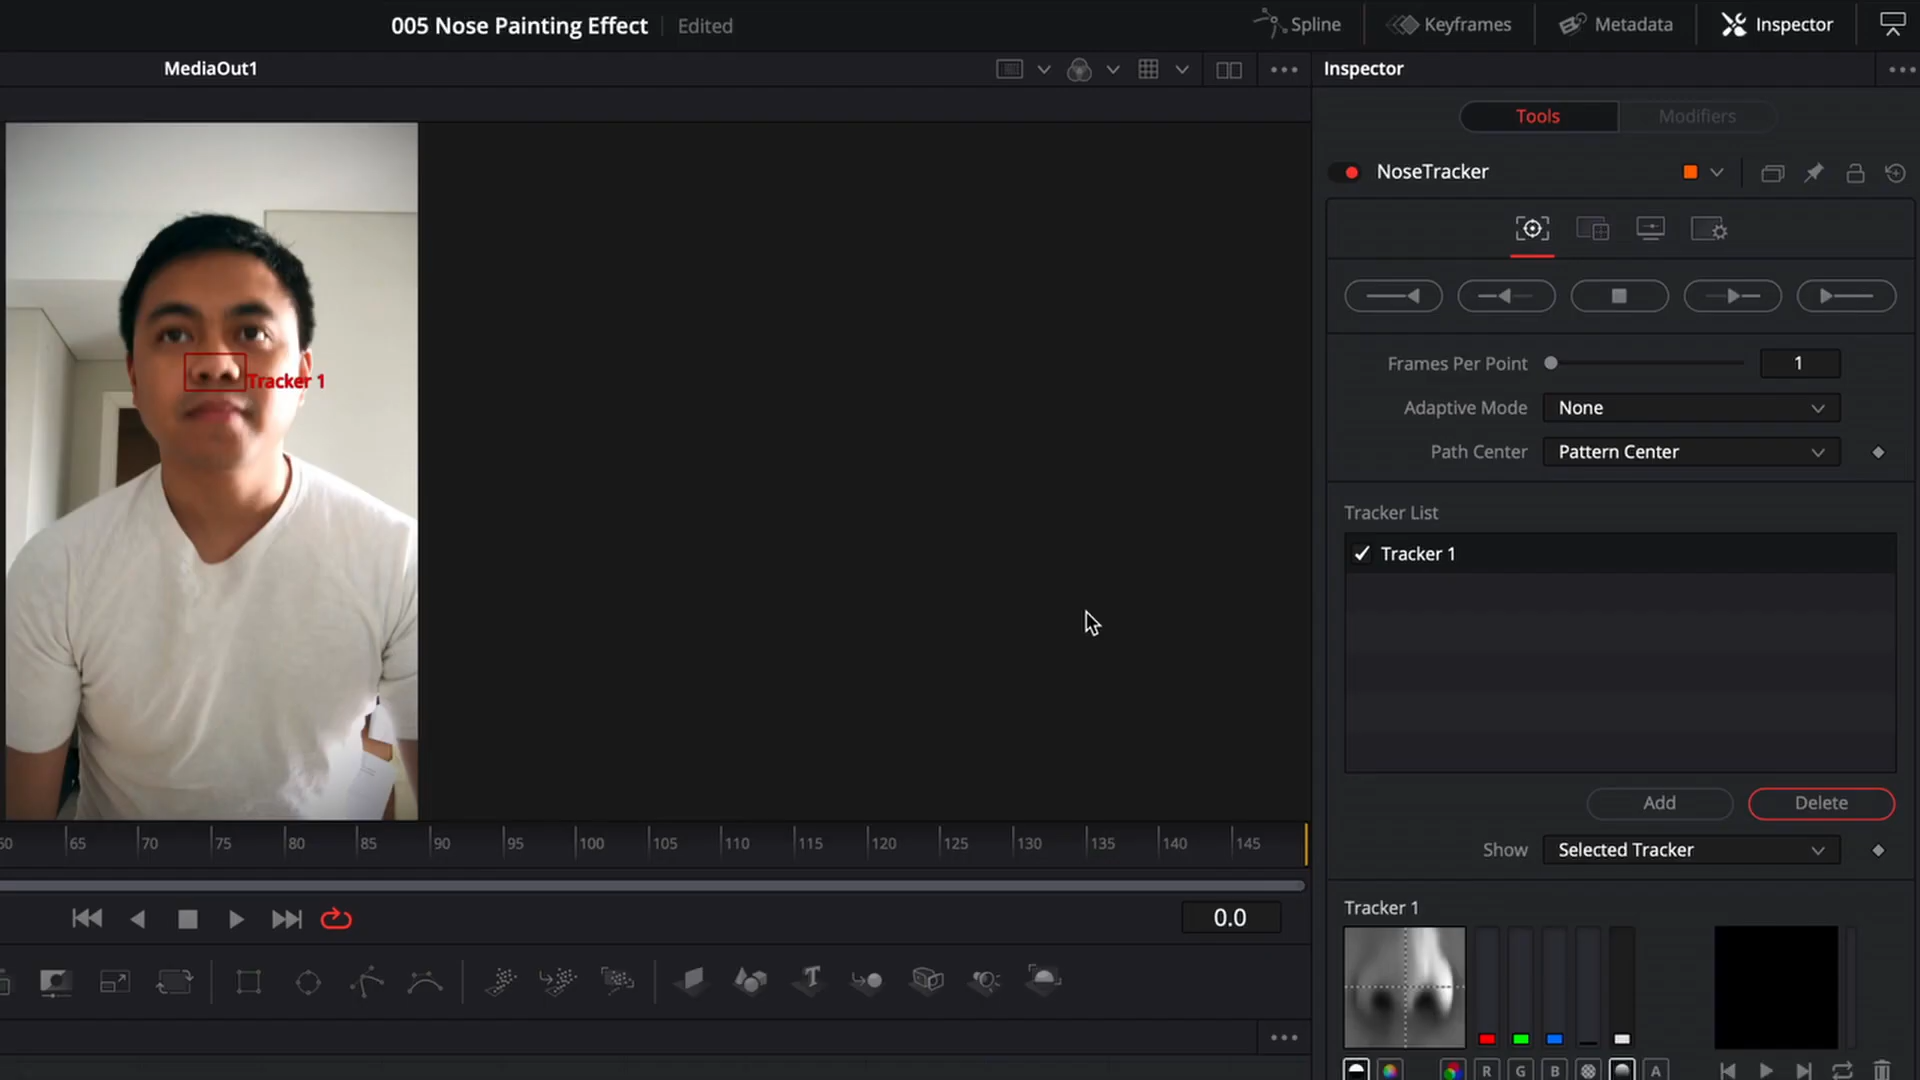 005 Nose Painting Effect
Edited
Spline
Keyframes
Metadata
Inspector
MediaOut1
Inspector
Tools
Modifiers
NoseTracker
Tracker 1
Frames Per Point
1
Adaptive Mode
None
Path Center
Pattern Center
Tracker List
Tracker 1
Add
Delete
Show
Selected Tracker
60 65 70 75 80 85 90 95 100 105 110 115 120 125 130 135 140 145
0.0
Tracker 1
T
R G B A